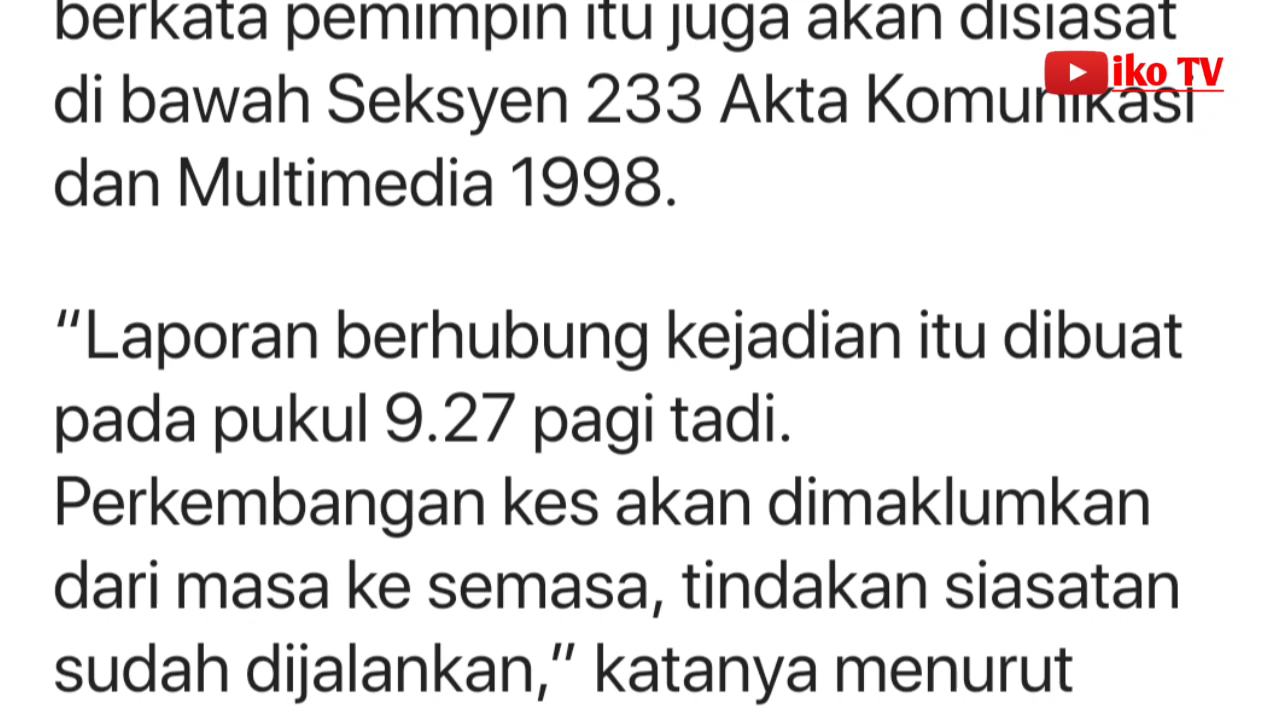 berkata pemimpin itu juga akan disiasat
iko TV
di bawah Seksyen 233 Akta Komunikasi
dan Multimedia 1998.
“Laporan berhubung kejadian itu dibuat
pada pukul 9.27 pagi tadi.
Perkembangan kes akan dimaklumkan
dari masa ke semasa, tindakan siasatan
sudah dijalankan,” katanya menurut